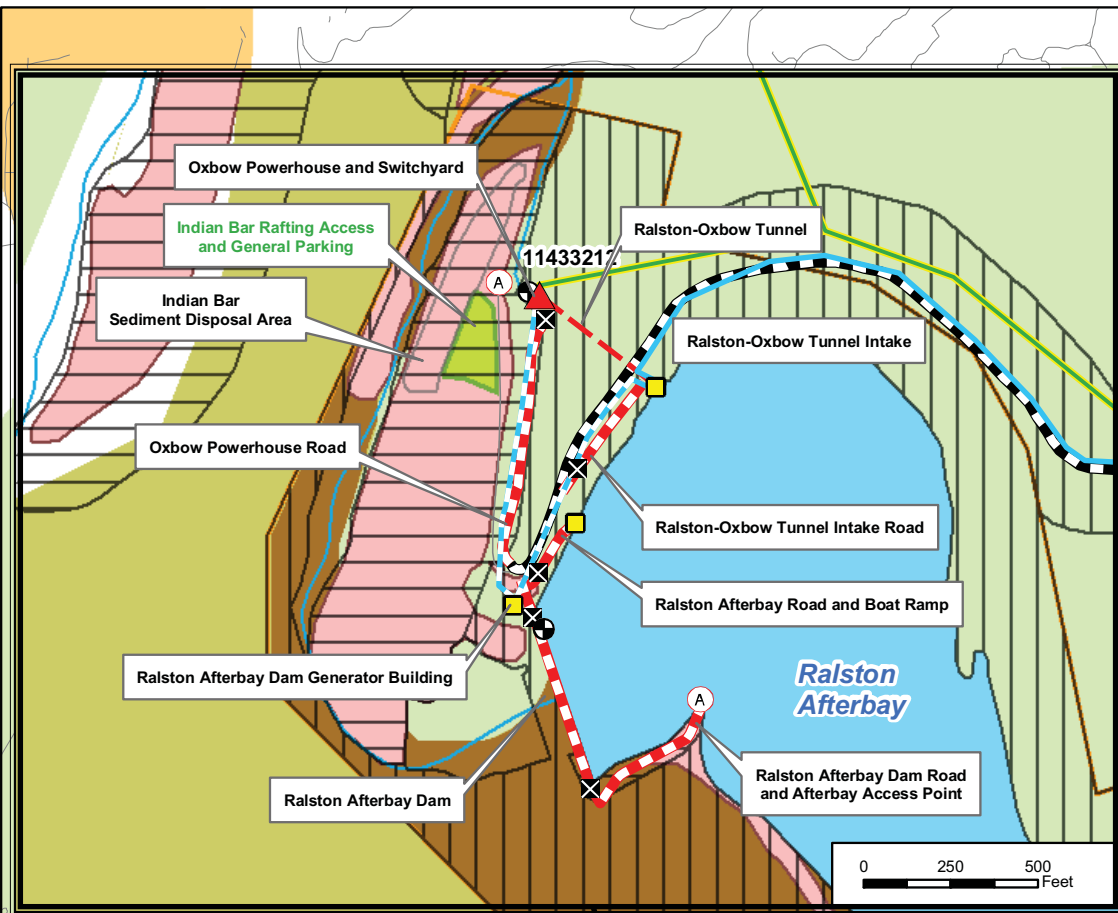 Oxbow Powerhouse and Switchyard
Indian Bar Rafting Access
and General Parking
Ralston-Oxbow Tunnel
11433212
A
Indian Bar
Sediment Disposal Area
Ralston-Oxbow Tunnel Intake
Oxbow Powerhouse Road
Ralston-Oxbow Tunnel Intake Road
Ralston Afterbay Road and Boat Ramp
Ralston Afterbay Dam Generator Building
Ralston
Afterbay
A
Ralston Afterbay Dam Road
and Afterbay Access Point
Ralston Afterbay Dam
0 250 500
Feet